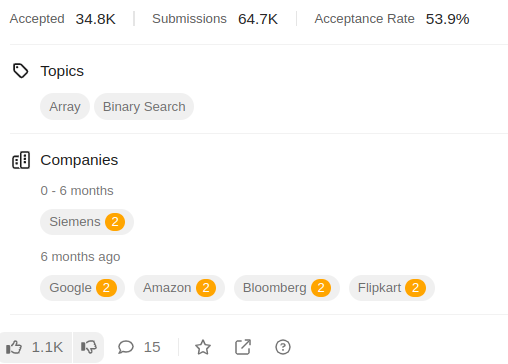 Accepted 34.8K Submissions 64.7K Acceptance Rate 53.9%
Topics
Array Binary Search
Companies
0 - 6 months
Siemens 2
6 months ago
Google 2 Amazon 2 Bloomberg 2 Flipkart 2
1.1K 15